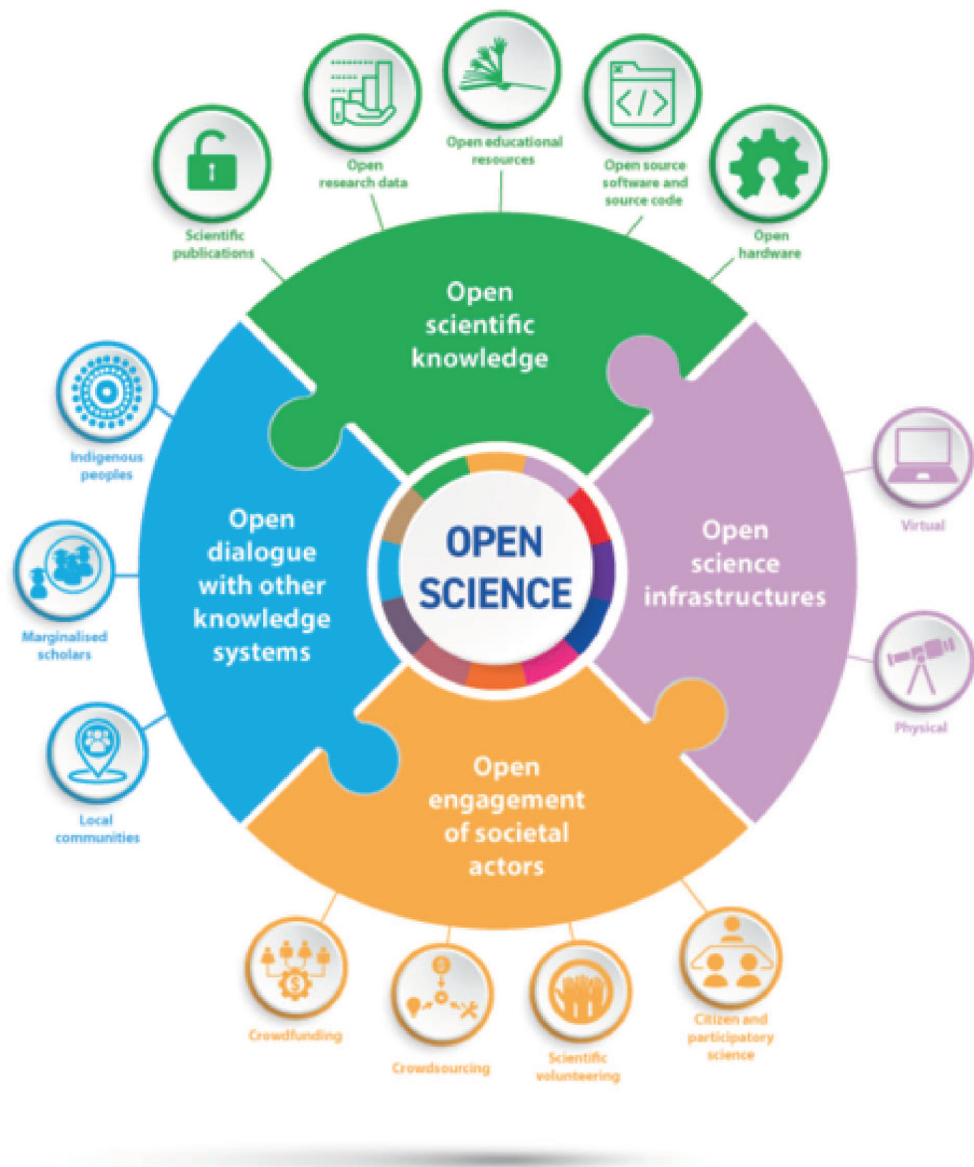 Open
research data
Open educational
resources
Open source
software and
source code
Scientific
publications
Open
hardware
Open
scientific
knowledge
Indigenous
peoples
Marginalised
scholars
Local
communities
Open
dialogue
with other
knowledge
systems
OPEN
SCIENCE
Open
science
infrastructures
Virtual
Physical
Open
engagement
of societal
actors
Crowdfunding
Crowdsourcing
Scientific
volunteering
Citizen and
participatory
science